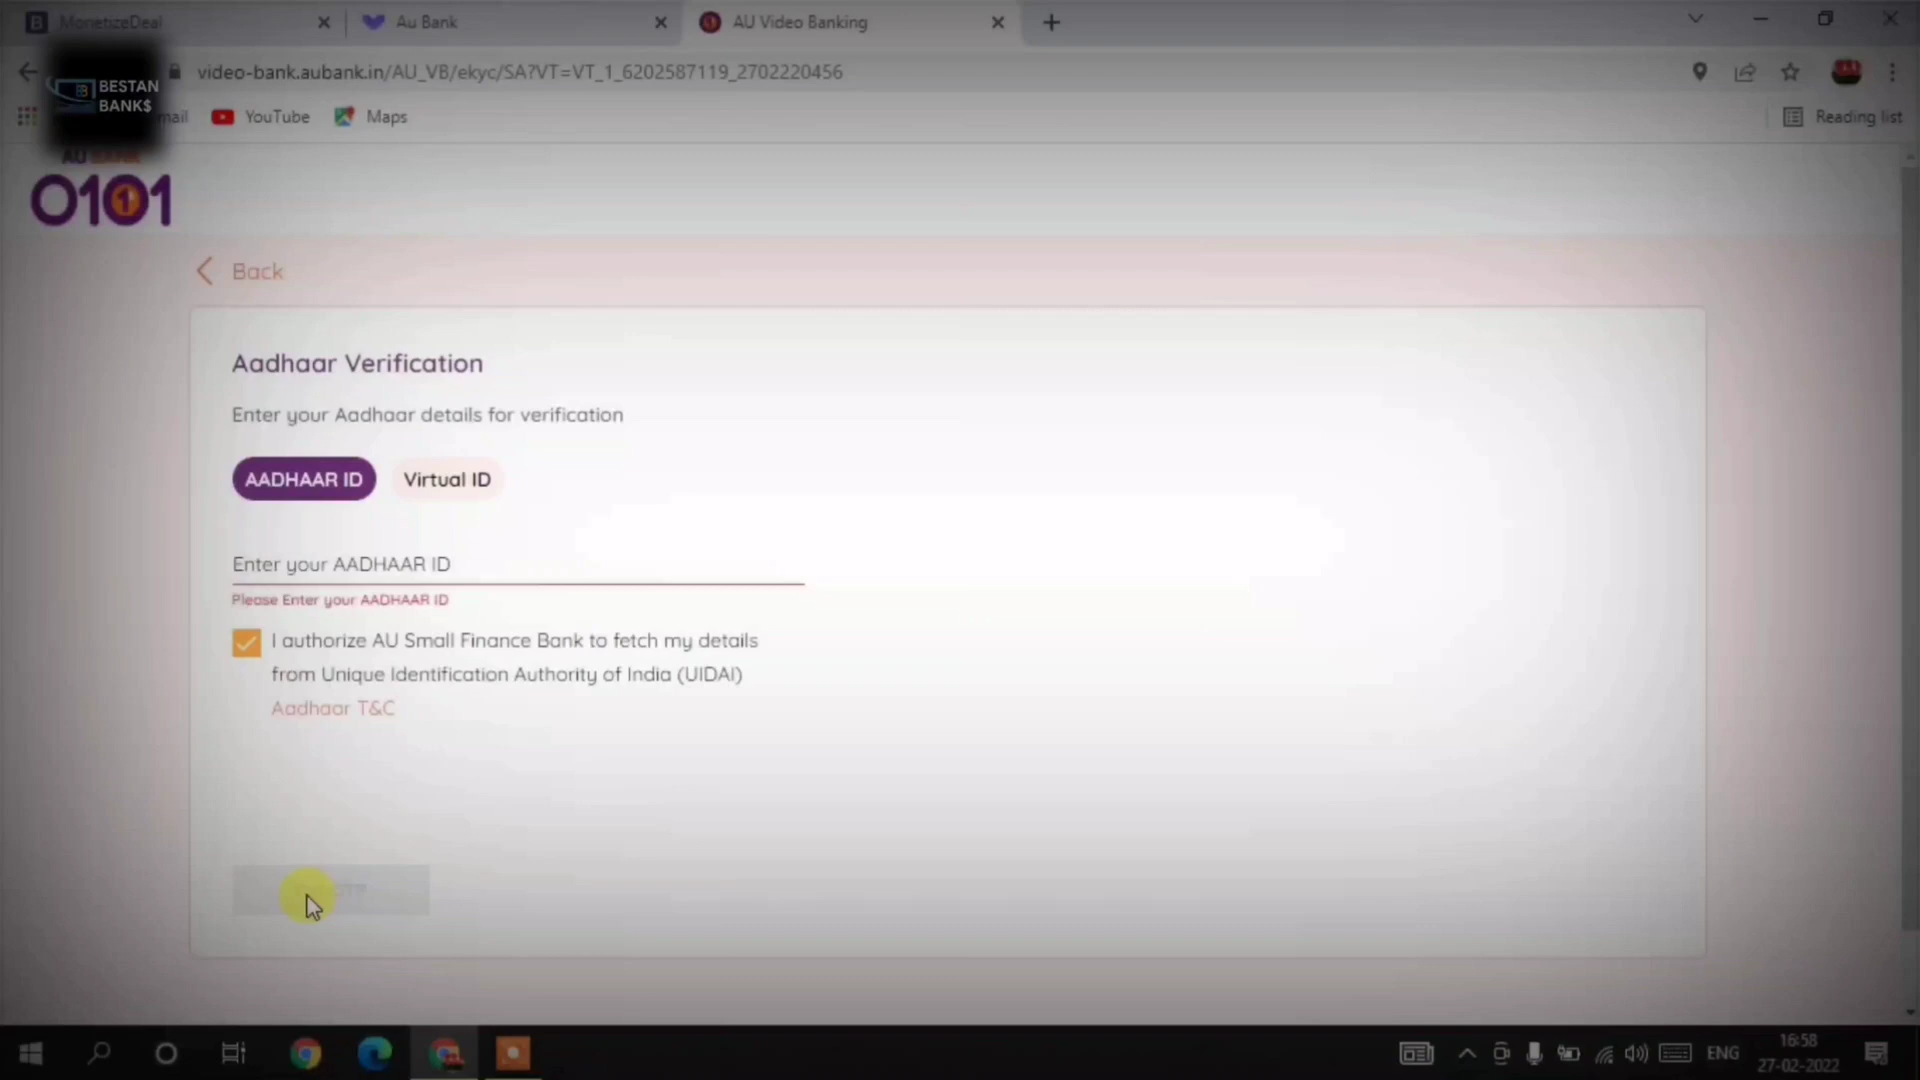 MonetizeDeal
Au Bank
AU Video Banking
video-bank.aubank.in/AU_VB/ekyc/SA?VT=VT_1_6202587119_2702220456
BESTAN
BANK$
mail
YouTube
Maps
Reading list
AU BANK
0101
Back
Aadhaar Verification
Enter your Aadhaar details for verification
AADHAAR ID
Virtual ID
Enter your AADHAAR ID
Please Enter your AADHAAR ID
I authorize AU Small Finance Bank to fetch my details
from Unique Identification Authority of India (UIDAI)
Aadhaar T&C
ENG
16:58
27-02-2022